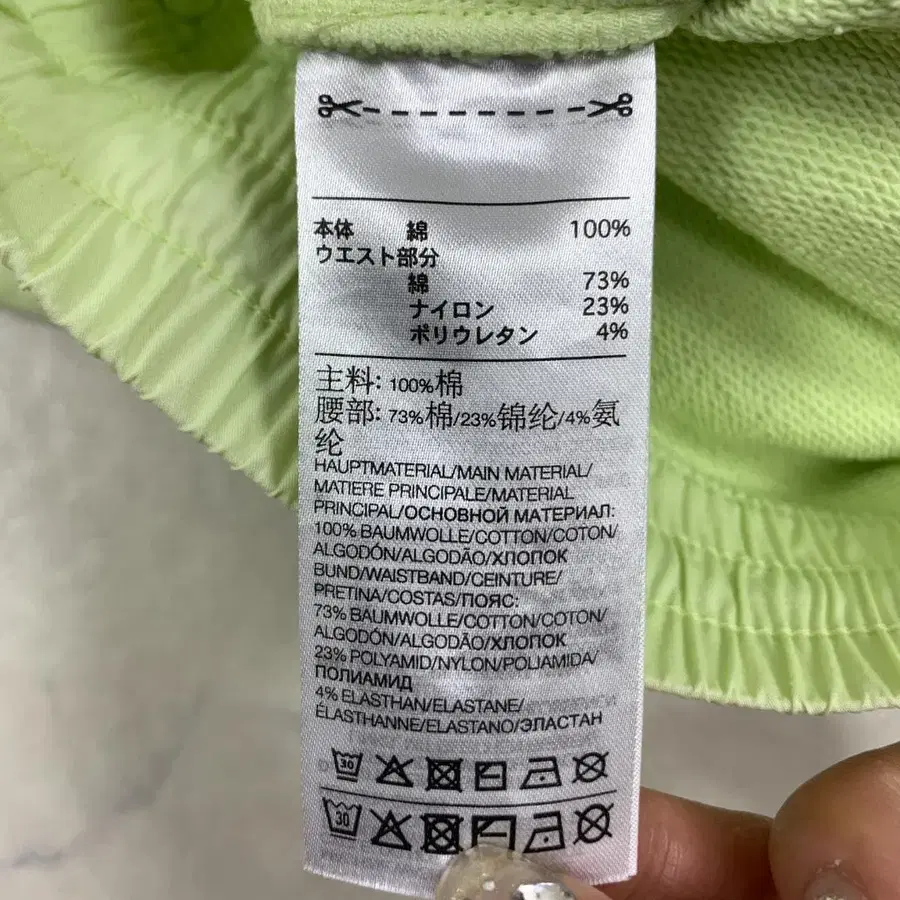 本体 綿 100%
ウエスト部分
綿 73%
ナイロン 23%
ポリウレタン 4%
主料: 100%棉
腰部: 73%棉/23%锦纶/4%氨
纶
HAUPTMATERIAL/MAIN MATERIAL/
MATIERE PRINCIPALE/MATERIAL
PRINCIPAL/ОСНОВНОЙ МАТЕРИАЛ:
100% BAUMWOLLE/COTTON/COTON/
ALGODÓN/ALGODÃO/ХЛОПОК
BUND/WAISTBAND/CEINTURE/
PRETINA/COSTAS/ПОЯС:
73% BAUMWOLLE/COTTON/COTON/
ALGODÓN/ALGODÃO/ХЛОПОК
23% POLYAMID/NYLON/POLIAMIDA/
ПОЛИАМИД
4% ELASTHAN/ELASTANE/
ÉLASTHANNE/ELASTANO/ЭЛАСТАН
30
30